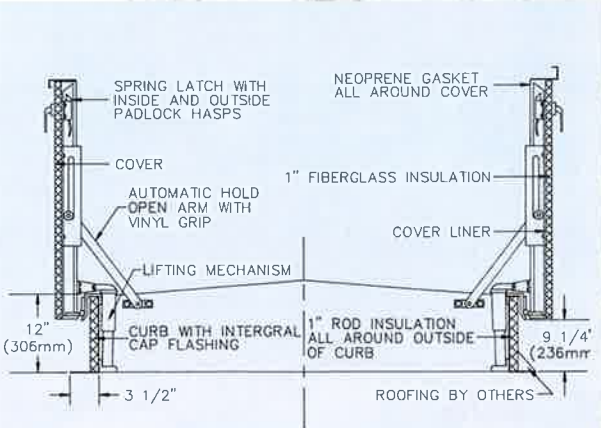 SPRING LATCH WITH
INSIDE AND OUTSIDE
PADLOCK HASPS
NEOPRENE GASKET
ALL AROUND COVER
COVER
1" FIBERGLASS INSULATION
AUTOMATIC HOLD
OPEN ARM WITH
VINYL GRIP
COVER LINER
LIFTING MECHANISM
12"
(306mm)
CURB WITH INTERGRAL
CAP FLASHING
1" ROD INSULATION
ALL AROUND OUTSIDE
OF CURB
9 1/4"
(236mm
3 1/2"
ROOFING BY OTHERS